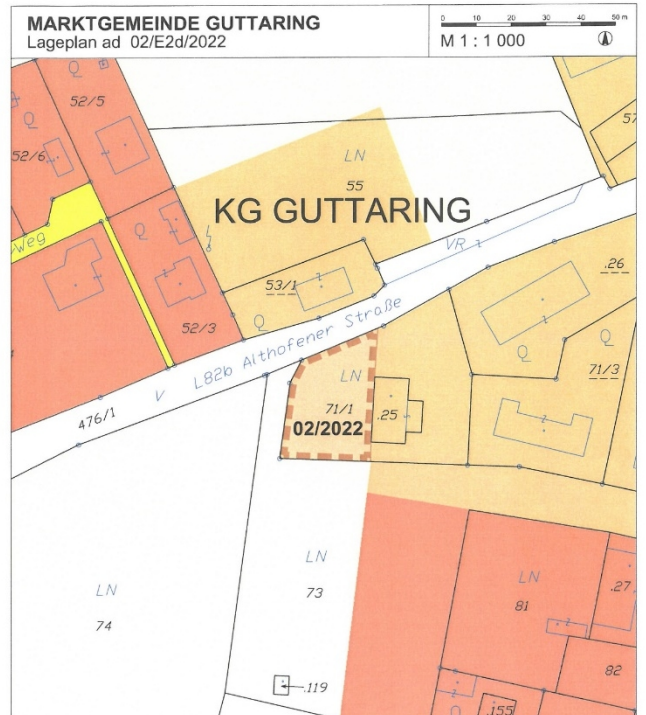 MARKTGEMEINDE GUTTARING
Lageplan ad 02/E2d/2022
0 10 20 30 40 50 m
M 1 : 1 000
Q
52/5
Q
52/6
57
LN
55
KG GUTTARING
Weg
Q
VR
.26
53/1
52/3
Q
L82b Althofener Straße
V
476/1
Q
Q
71/3
LN
71/1
.25
02/2022
LN
73
LN
74
LN
81
.27
82
.119
Q
.155